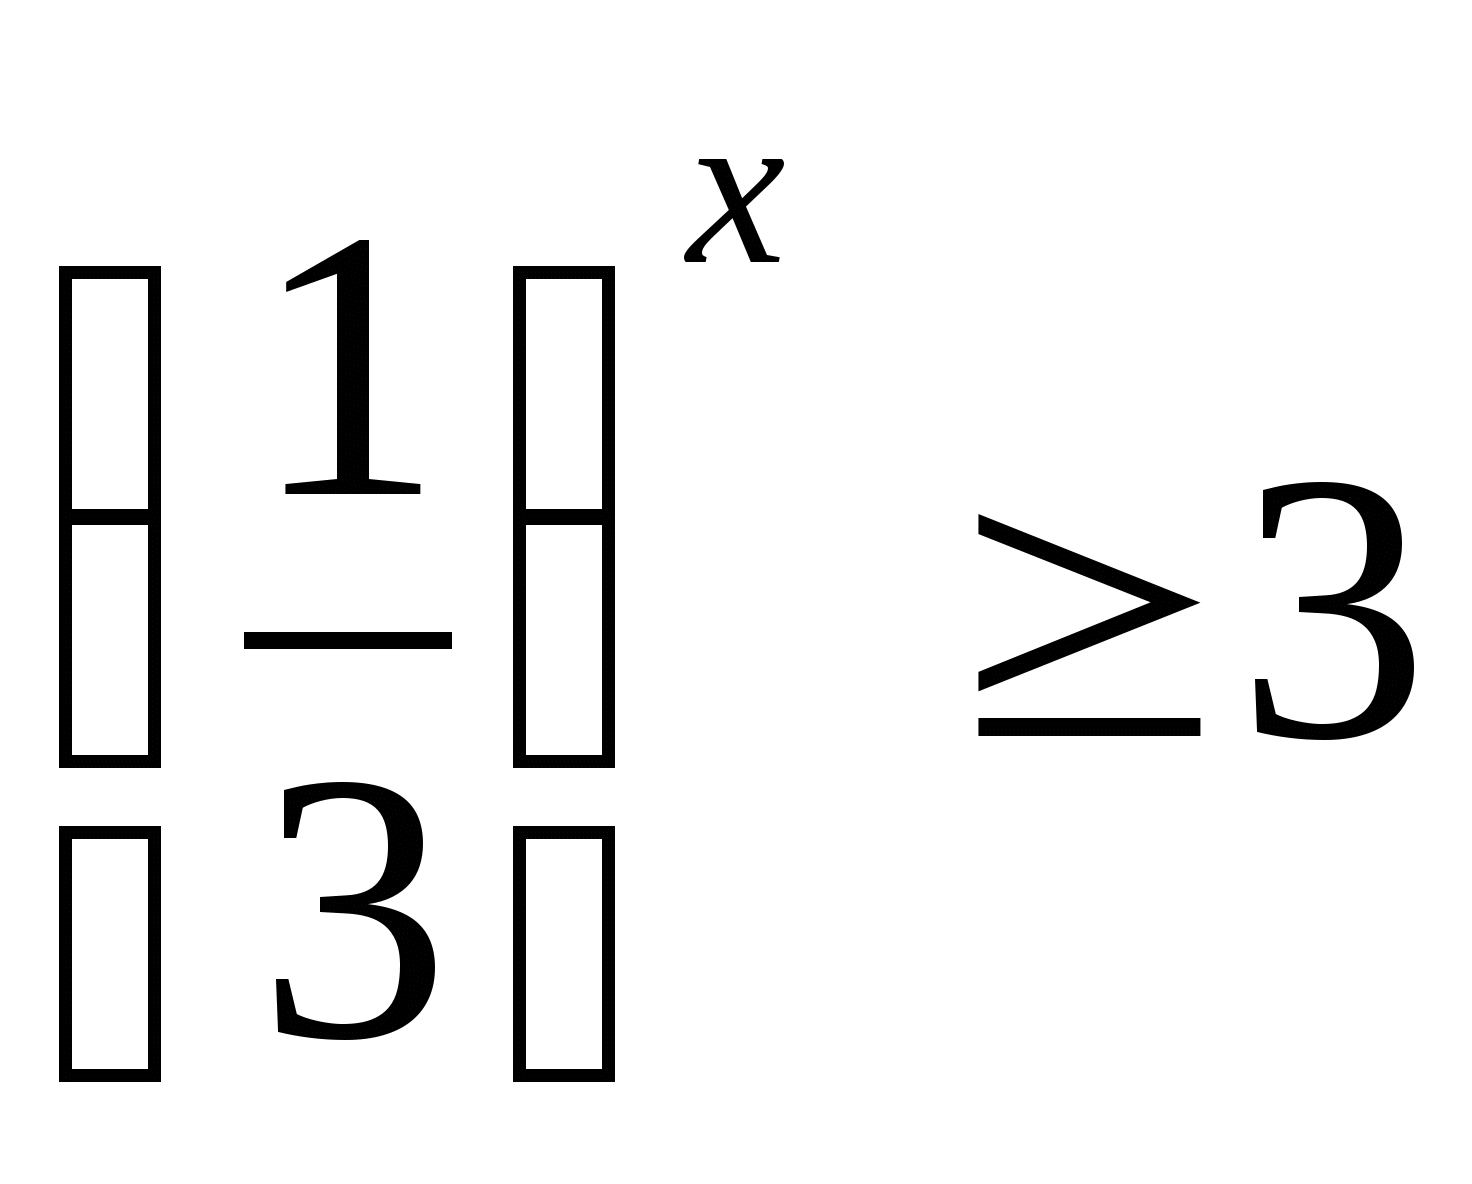 (1/3)^x ≥ 3